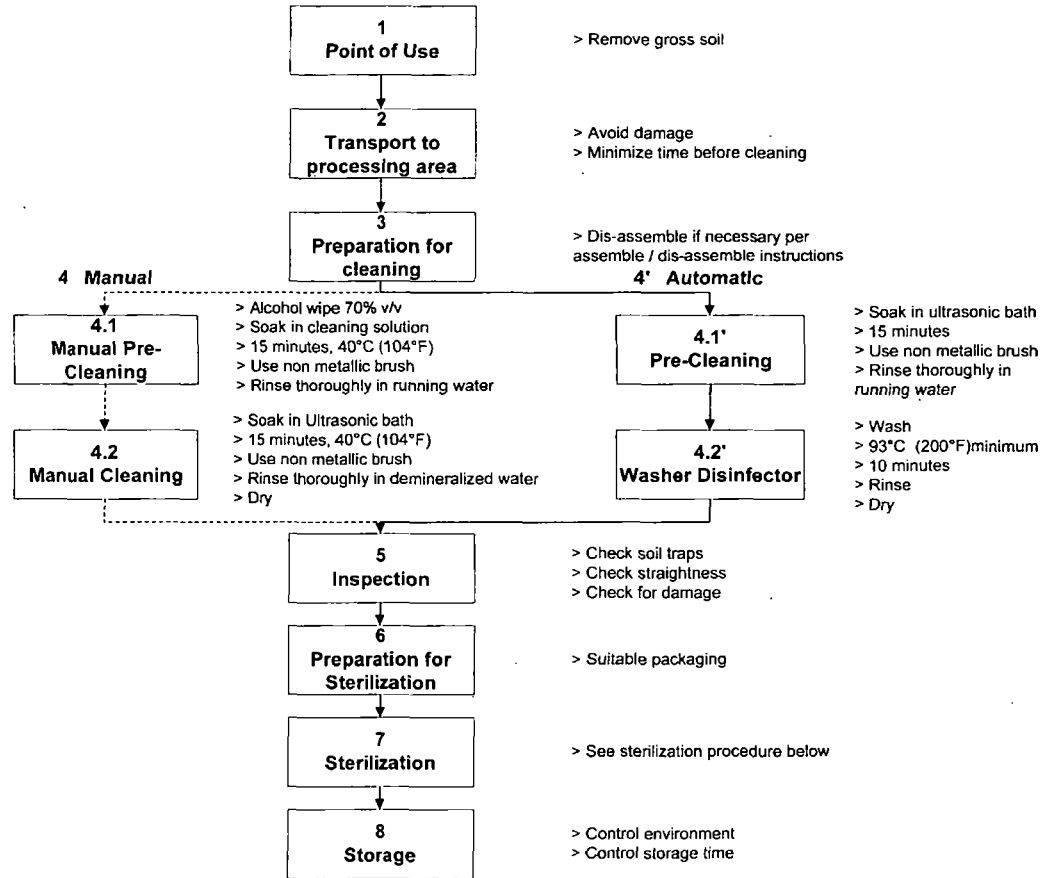 1
Point of Use
> Remove gross soil
2
Transport to
processing area
> Avoid damage
> Minimize time before cleaning
3
Preparation for
cleaning
> Dis-assemble if necessary per
assemble / dis-assemble instructions
4 Manual
4' Automatic
4.1
Manual Pre-
Cleaning
> Alcohol wipe 70% v/v
> Soak in cleaning solution
> 15 minutes, 40°C (104°F)
> Use non metallic brush
> Rinse thoroughly in running water
4.1'
Pre-Cleaning
> Soak in ultrasonic bath
> 15 minutes
> Use non metallic brush
> Rinse thoroughly in
running water
4.2
Manual Cleaning
> Soak in Ultrasonic bath
> 15 minutes, 40°C (104°F)
> Use non metallic brush
> Rinse thoroughly in demineralized water
> Dry
4.2'
Washer Disinfector
> Wash
> 93°C (200°F)minimum
> 10 minutes
> Rinse
> Dry
5
Inspection
> Check soil traps
> Check straightness
> Check for damage
6
Preparation for
Sterilization
> Suitable packaging
7
Sterilization
> See sterilization procedure below
8
Storage
> Control environment
> Control storage time